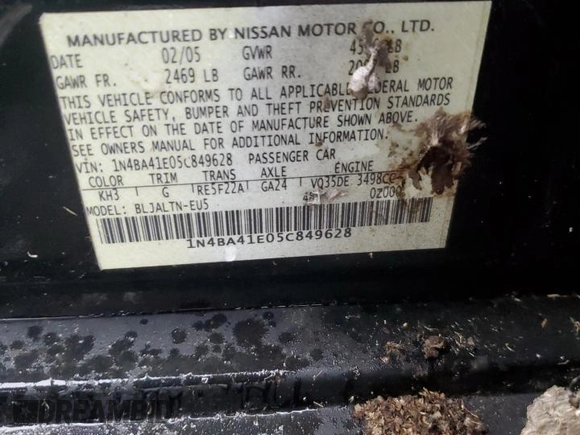 MANUFACTURED BY NISSAN MOTOR CO., LTD.
DATE 02/05 GVWR LB
GAWR FR. 2469 LB GAWR RR. LB
THIS VEHICLE CONFORMS TO ALL APPLICABLE FEDERAL MOTOR
VEHICLE SAFETY, BUMPER, AND THEFT PREVENTION STANDARDS
IN EFFECT ON THE DATE OF MANUFACTURE SHOWN ABOVE.
SEE OWNERS MANUAL FOR ADDITIONAL INFORMATION.
VIN: 1N4BA41E05C849628 PASSENGER CAR
COLOR TRIM TRANS AXLE ENGINE
KH3 G RE5F22A GA24 VQ35DE 3498CC
MODEL: BLJALTN-EU5
1N4BA41E05C849628